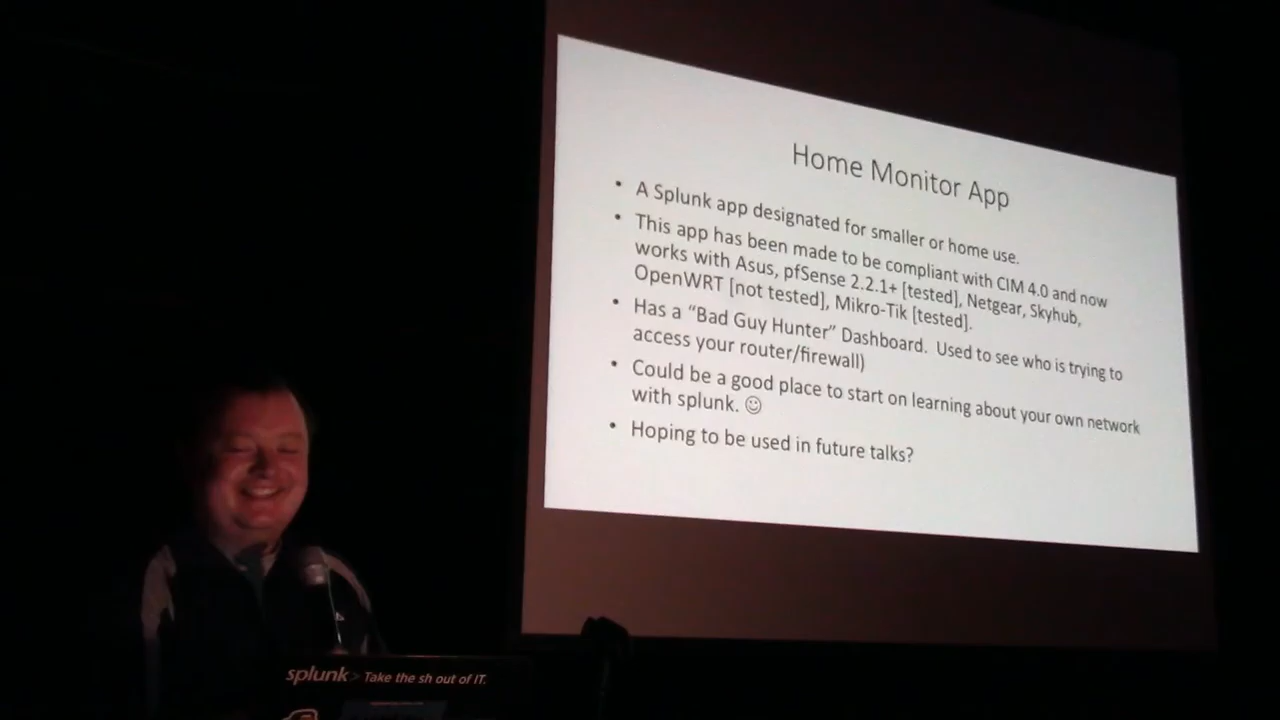 Home Monitor App
• A Splunk app designated for smaller or home use.
• This app has been made to be compliant with CIM 4.0 and now
works with Asus, pfSense 2.2.1+ [tested], Netgear, Skyhub,
OpenWRT [not tested], Mikro-Tik [tested].
• Has a “Bad Guy Hunter” Dashboard. Used to see who is trying to
access your router/firewall)
• Could be a good place to start on learning about your own network
with splunk. ☺
• Hoping to be used in future talks?
splunk> Take the sh out of IT.